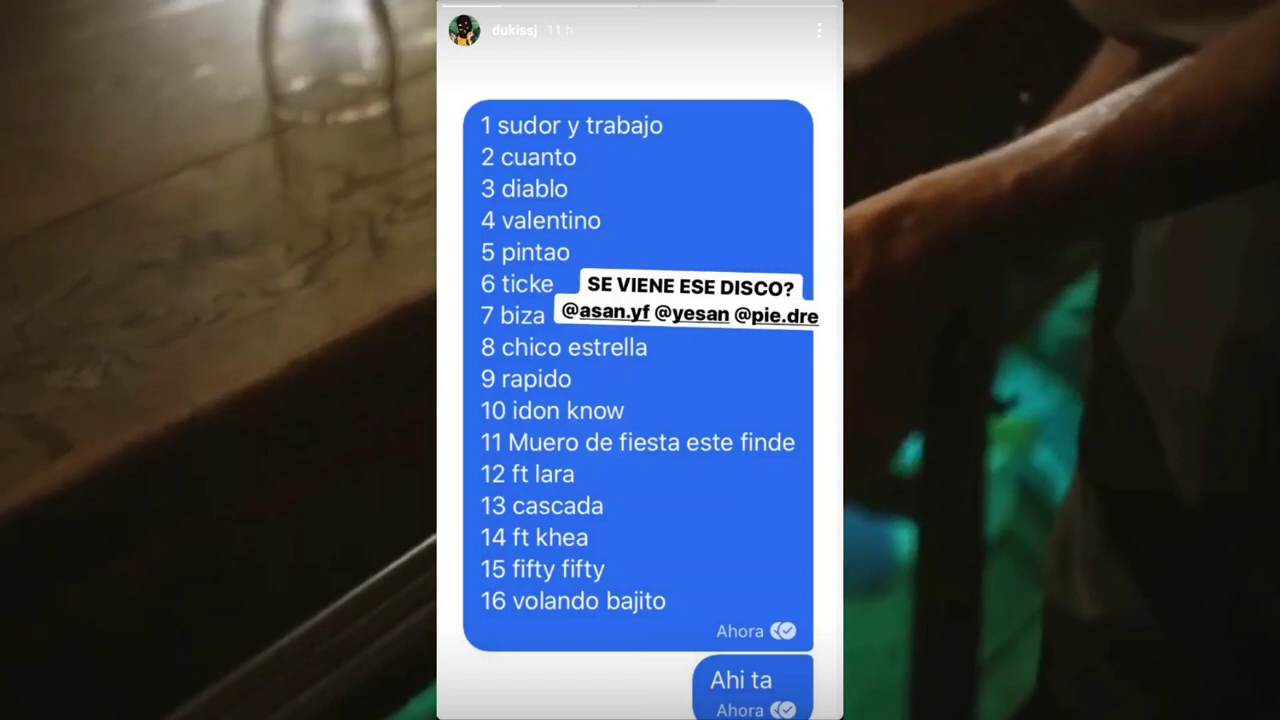 dukissj 11 h
1 sudor y trabajo
2 cuanto
3 diablo
4 valentino
5 pintao
6 ticke
SE VIENE ESE DISCO?
7 biza
@asan.yf @yesan @pie.dre
8 chico estrella
9 rapido
10 idon know
11 Muero de fiesta este finde
12 ft lara
13 cascada
14 ft khea
15 fifty fifty
16 volando bajito
Ahora
Ahi ta
Ahora